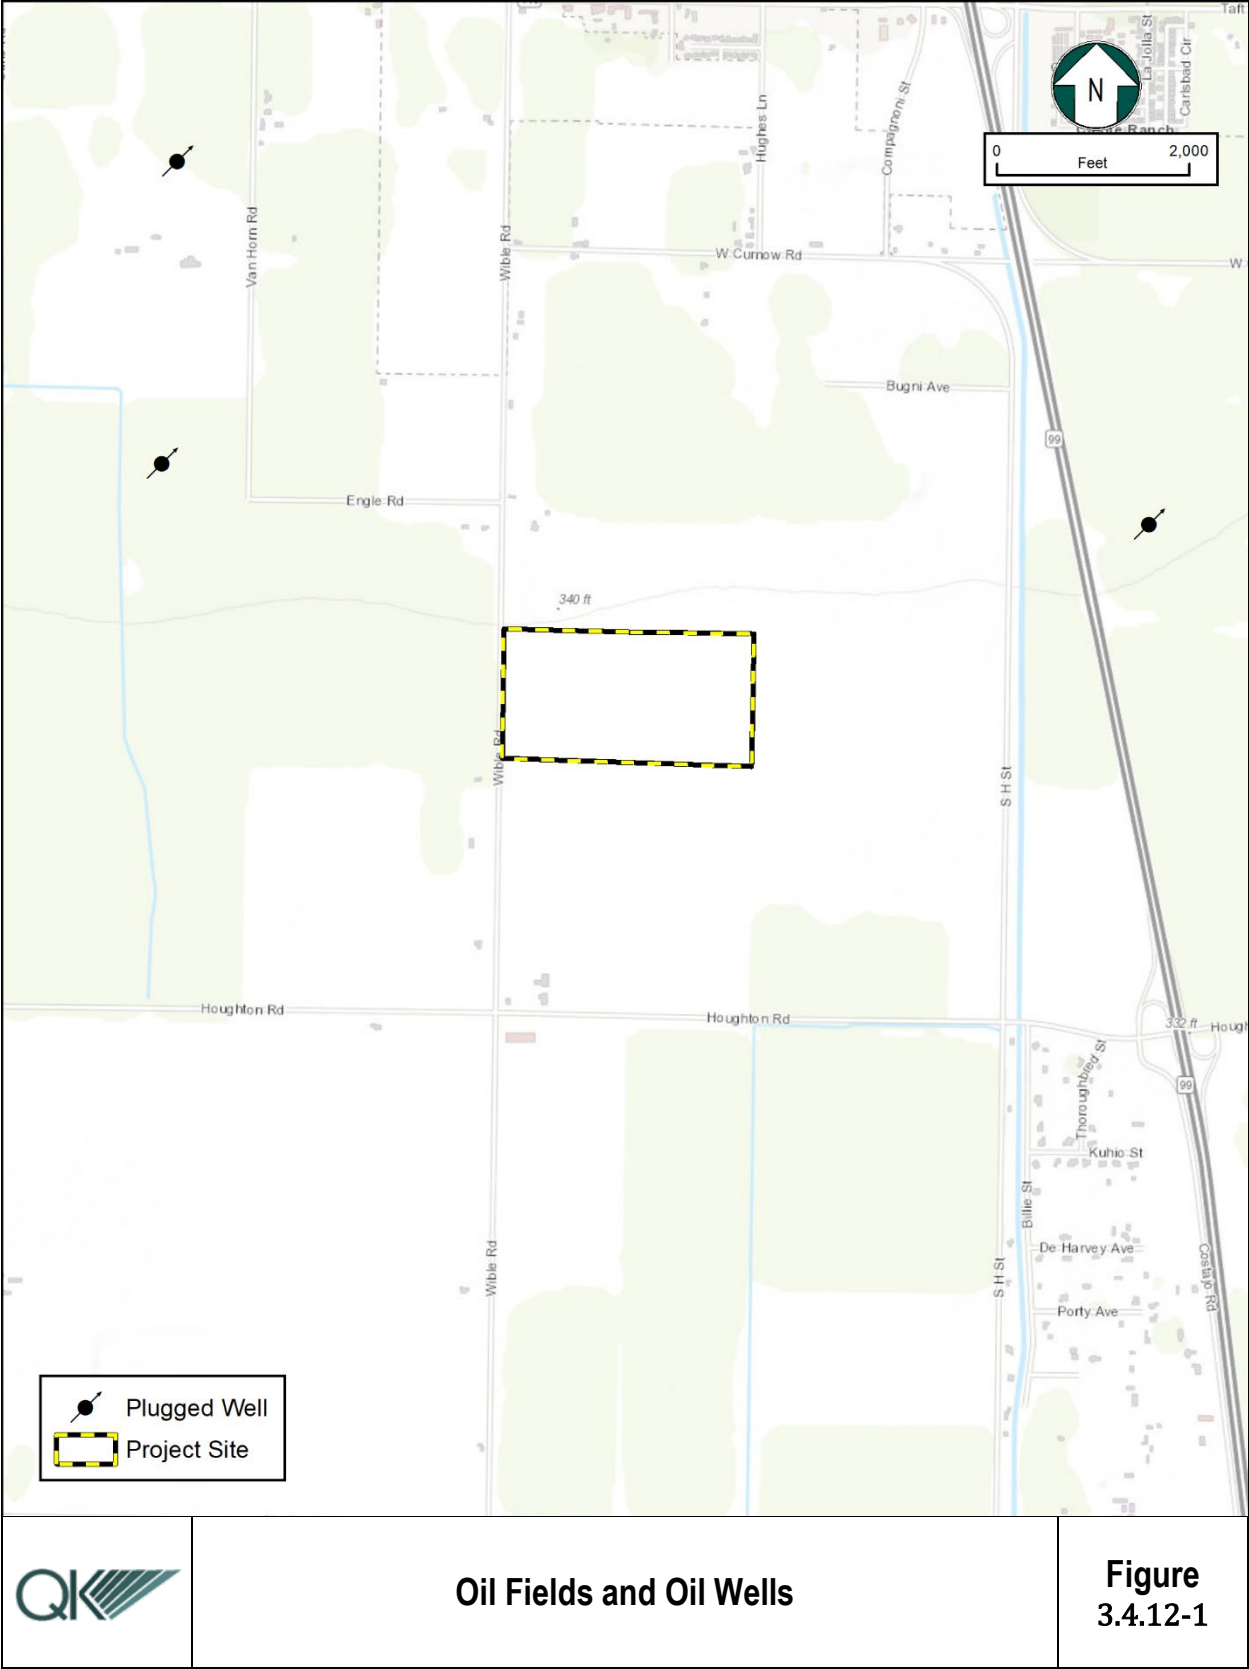 Taft
La Jolla St
Carlsbad Cir
N
Ranch
0 2,000
Feet
Hughes Ln
Compagnoni St
Van Horn Rd
Wible Rd
W Curnow Rd
W
Bugni Ave
99
Engle Rd
340 ft
Wible Rd
S H St
Houghton Rd
Houghton Rd
332 ft
Hough
Thoroughbred St
99
Kuhio St
Billie St
Wible Rd
De Harvey Ave
S H St
Costajo Rd
Porty Ave
Plugged Well
Project Site
QK
Oil Fields and Oil Wells
Figure
3.4.12-1